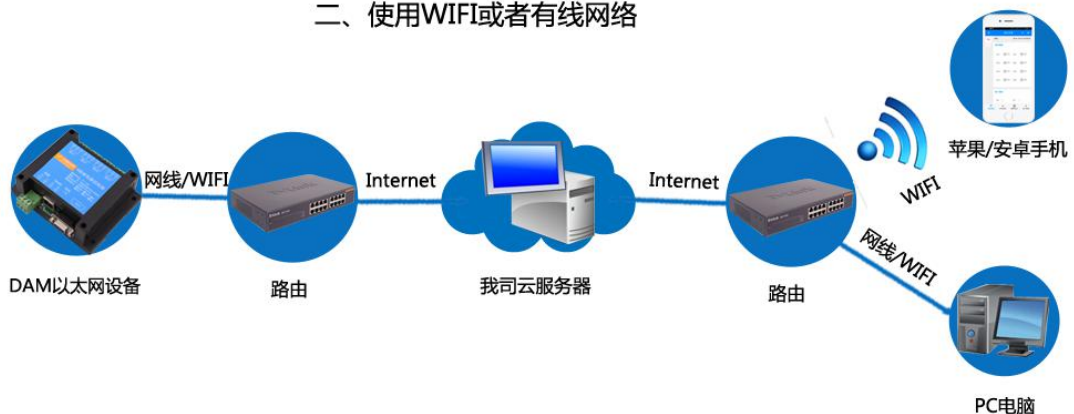 二、使用WIFI或者有线网络
网线/WIFI
Internet
Internet
WIFI
网线/WIFI
苹果/安卓手机
DAM以太网设备
路由
我司云服务器
路由
PC电脑